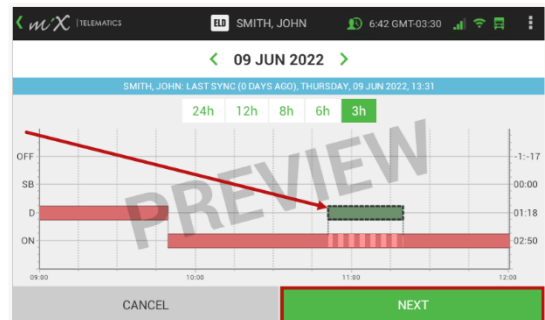 miX TELEMATICS ELD SMITH, JOHN 6:42 GMT-03:30
09 JUN 2022
SMITH, JOHN: LAST SYNC (0 DAYS AGO), THURSDAY, 09 JUN 2022, 13:31
24h 12h 8h 6h 3h
PREVIEW
OFF -1:-17
SB 00:00
D 01:18
ON 02:50
09:00 10:00 11:00 12:00
CANCEL NEXT